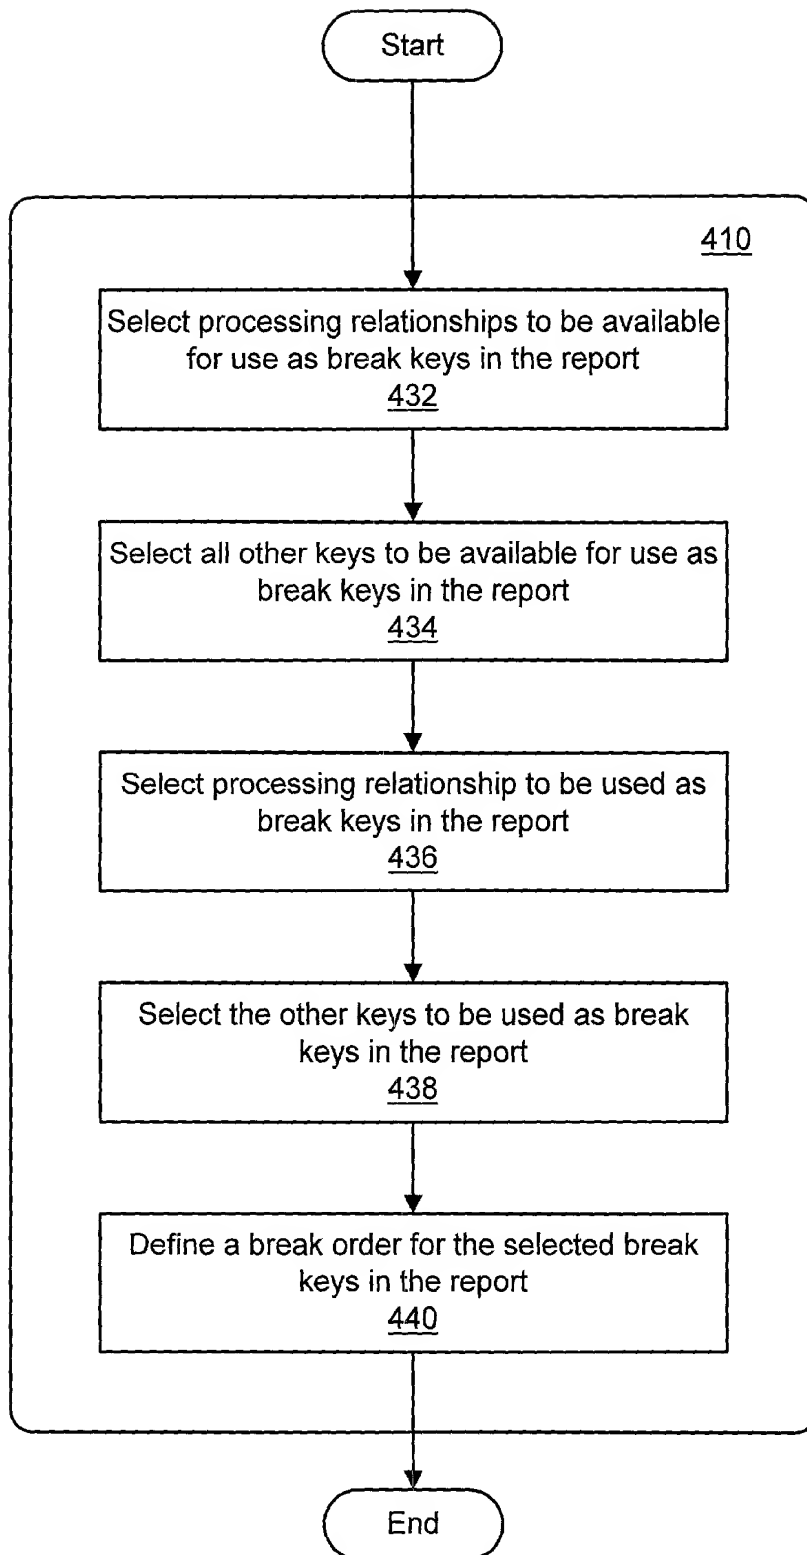 Start
410
Select processing relationships to be available
for use as break keys in the report
432
Select all other keys to be available for use as
break keys in the report
434
Select processing relationship to be used as
break keys in the report
436
Select the other keys to be used as break
keys in the report
438
Define a break order for the selected break
keys in the report
440
End